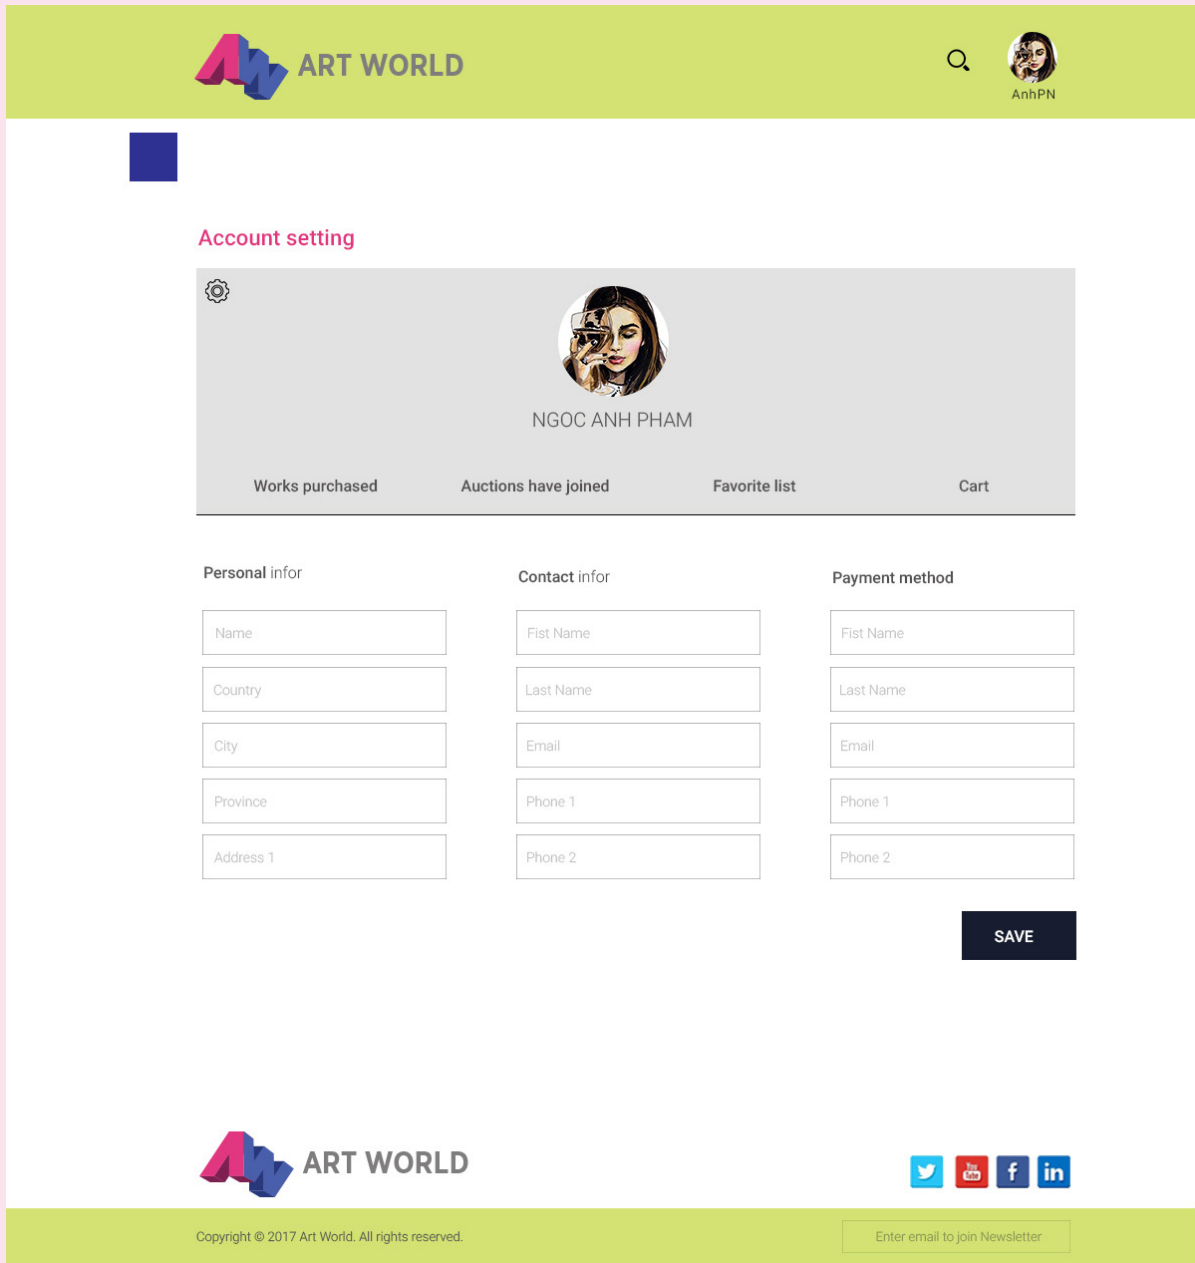 ART WORLD
AnhPN
Account setting
NGOC ANH PHAM
Works purchased
Auctions have joined
Favorite list
Cart
Personal infor
Name
Country
City
Province
Address 1
Contact infor
Fist Name
Last Name
Email
Phone 1
Phone 2
Payment method
Fist Name
Last Name
Email
Phone 1
Phone 2
SAVE
ART WORLD
You
Tube
f
in
Copyright © 2017 Art World. All rights reserved.
Enter email to join Newsletter